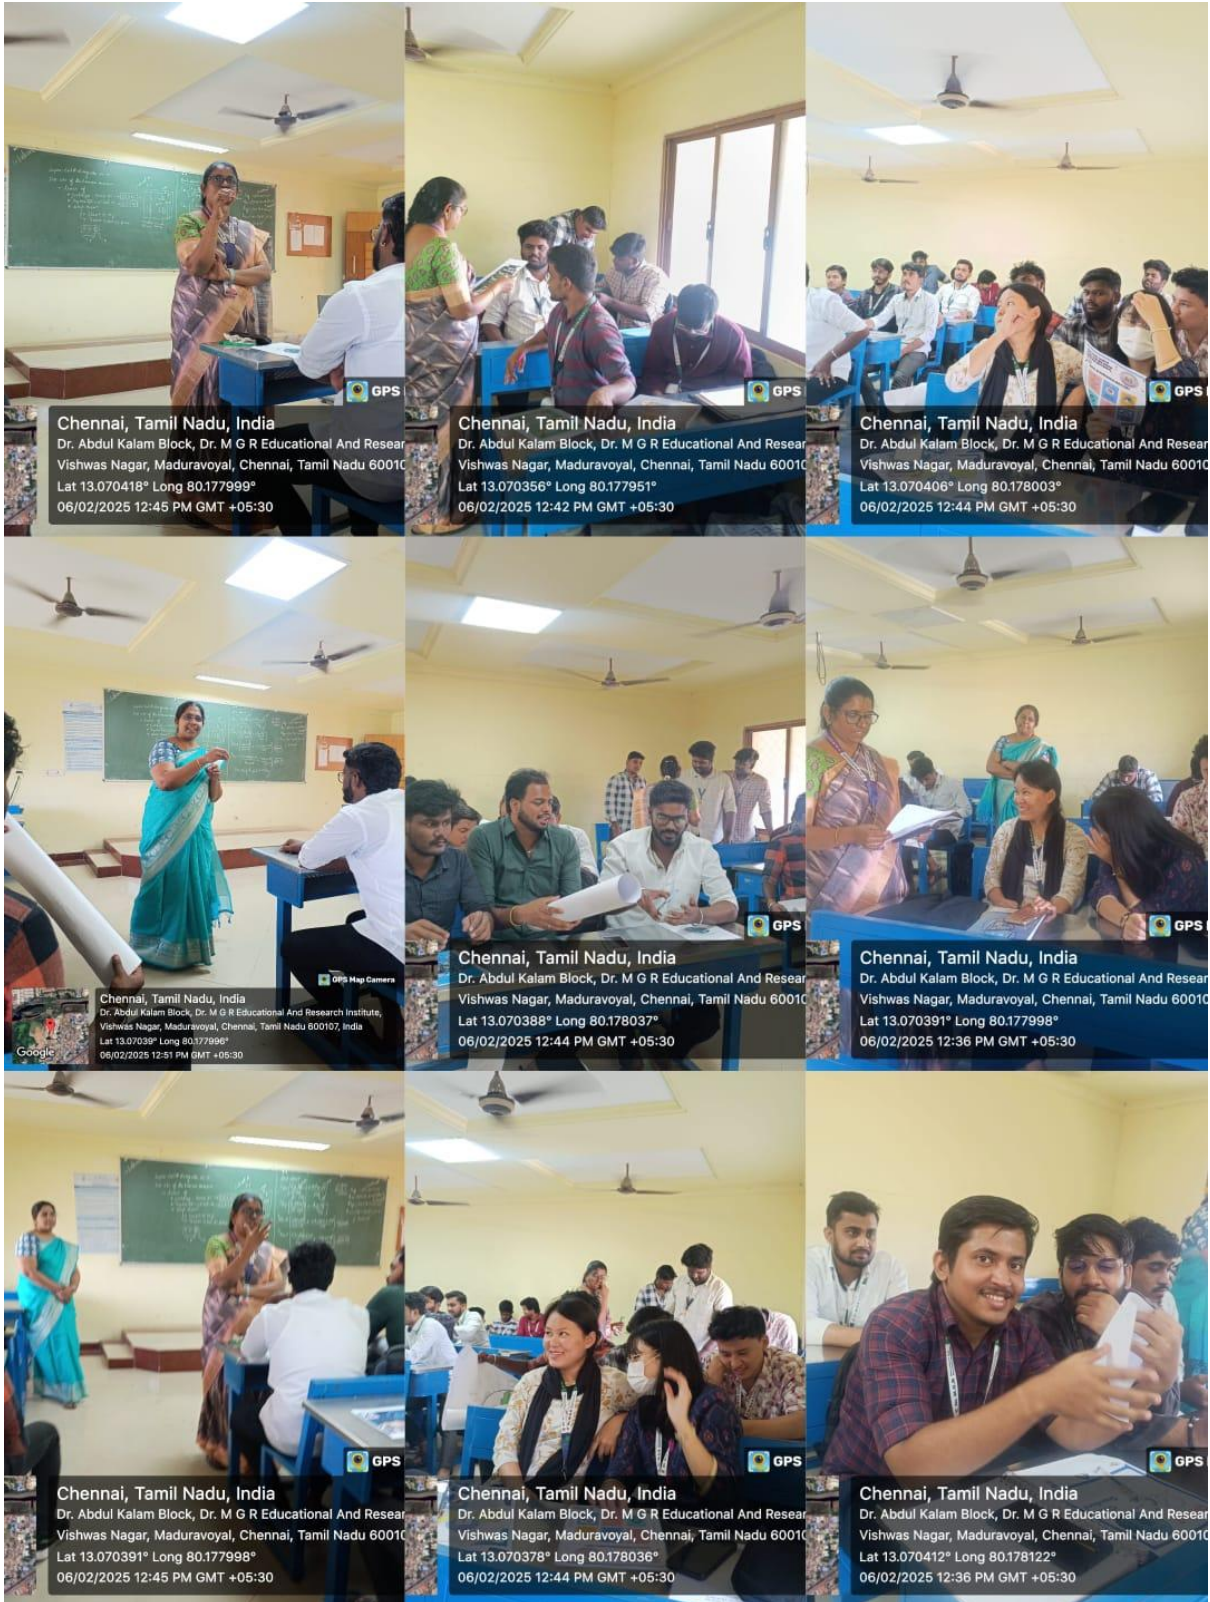 GPS
Chennai, Tamil Nadu, India
Dr. Abdul Kalam Block, Dr. M G R Educational And Resear
Vishwas Nagar, Maduravoyal, Chennai, Tamil Nadu 60010
Lat 13.070418° Long 80.177999°
06/02/2025 12:45 PM GMT +05:30
GPS
Chennai, Tamil Nadu, India
Dr. Abdul Kalam Block, Dr. M G R Educational And Resear
Vishwas Nagar, Maduravoyal, Chennai, Tamil Nadu 60010
Lat 13.070356° Long 80.177951°
06/02/2025 12:42 PM GMT +05:30
GPS
Chennai, Tamil Nadu, India
Dr. Abdul Kalam Block, Dr. M G R Educational And Resear
Vishwas Nagar, Maduravoyal, Chennai, Tamil Nadu 60010
Lat 13.070406° Long 80.178003°
06/02/2025 12:44 PM GMT +05:30
GPS Map Camera
Chennai, Tamil Nadu, India
Dr. Abdul Kalam Block, Dr. M G R Educational And Research Institute,
Vishwas Nagar, Maduravoyal, Chennai, Tamil Nadu 600107, India
Lat 13.07039° Long 80.177996°
06/02/2025 12:51 PM GMT +05:30
Google
GPS
Chennai, Tamil Nadu, India
Dr. Abdul Kalam Block, Dr. M G R Educational And Resear
Vishwas Nagar, Maduravoyal, Chennai, Tamil Nadu 60010
Lat 13.070388° Long 80.178037°
06/02/2025 12:44 PM GMT +05:30
GPS
Chennai, Tamil Nadu, India
Dr. Abdul Kalam Block, Dr. M G R Educational And Resear
Vishwas Nagar, Maduravoyal, Chennai, Tamil Nadu 60010
Lat 13.070391° Long 80.177998°
06/02/2025 12:36 PM GMT +05:30
GPS
Chennai, Tamil Nadu, India
Dr. Abdul Kalam Block, Dr. M G R Educational And Resear
Vishwas Nagar, Maduravoyal, Chennai, Tamil Nadu 60010
Lat 13.070391° Long 80.177998°
06/02/2025 12:45 PM GMT +05:30
GPS
Chennai, Tamil Nadu, India
Dr. Abdul Kalam Block, Dr. M G R Educational And Resear
Vishwas Nagar, Maduravoyal, Chennai, Tamil Nadu 60010
Lat 13.070378° Long 80.178036°
06/02/2025 12:44 PM GMT +05:30
GPS
Chennai, Tamil Nadu, India
Dr. Abdul Kalam Block, Dr. M G R Educational And Resear
Vishwas Nagar, Maduravoyal, Chennai, Tamil Nadu 60010
Lat 13.070412° Long 80.178122°
06/02/2025 12:36 PM GMT +05:30